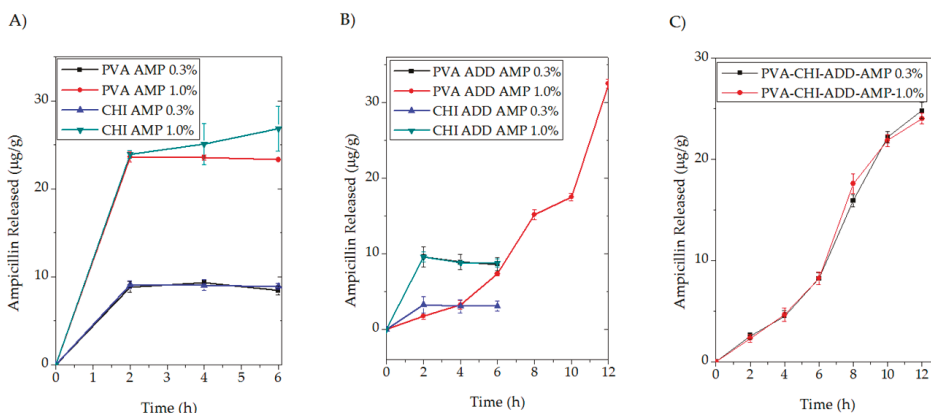 A)
PVA AMP 0.3%
PVA AMP 1.0%
CHI AMP 0.3%
CHI AMP 1.0%
Ampicillin Released (µg/g)
30
20
10
0
0 1 2 3 4 5 6
Time (h)
B)
PVA ADD AMP 0.3%
PVA ADD AMP 1.0%
CHI ADD AMP 0.3%
CHI ADD AMP 1.0%
Ampicillin Released (µg/g)
30
20
10
0
0 2 4 6 8 10 12
Time (h)
C)
PVA-CHI-ADD-AMP 0.3%
PVA-CHI-ADD-AMP-1.0%
Ampicillin Released (µg/g)
30
20
10
0
0 2 4 6 8 10 12
Time (h)